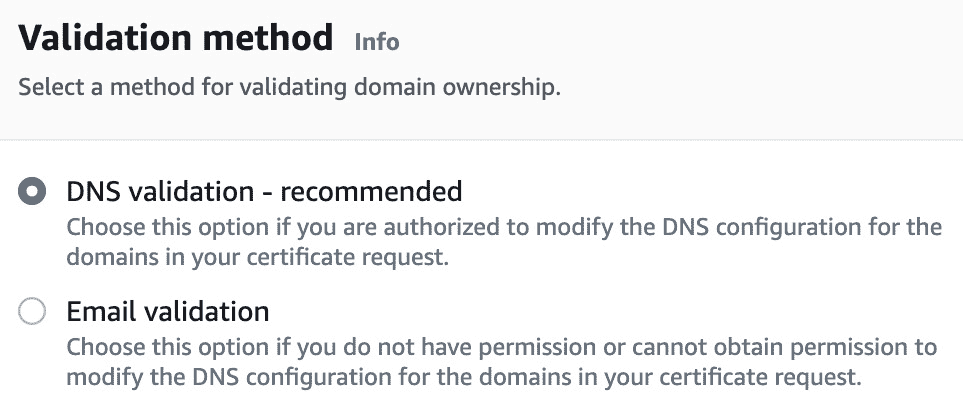 Validation method Info
Select a method for validating domain ownership.
DNS validation - recommended
Choose this option if you are authorized to modify the DNS configuration for the
domains in your certificate request.
Email validation
Choose this option if you do not have permission or cannot obtain permission to
modify the DNS configuration for the domains in your certificate request.